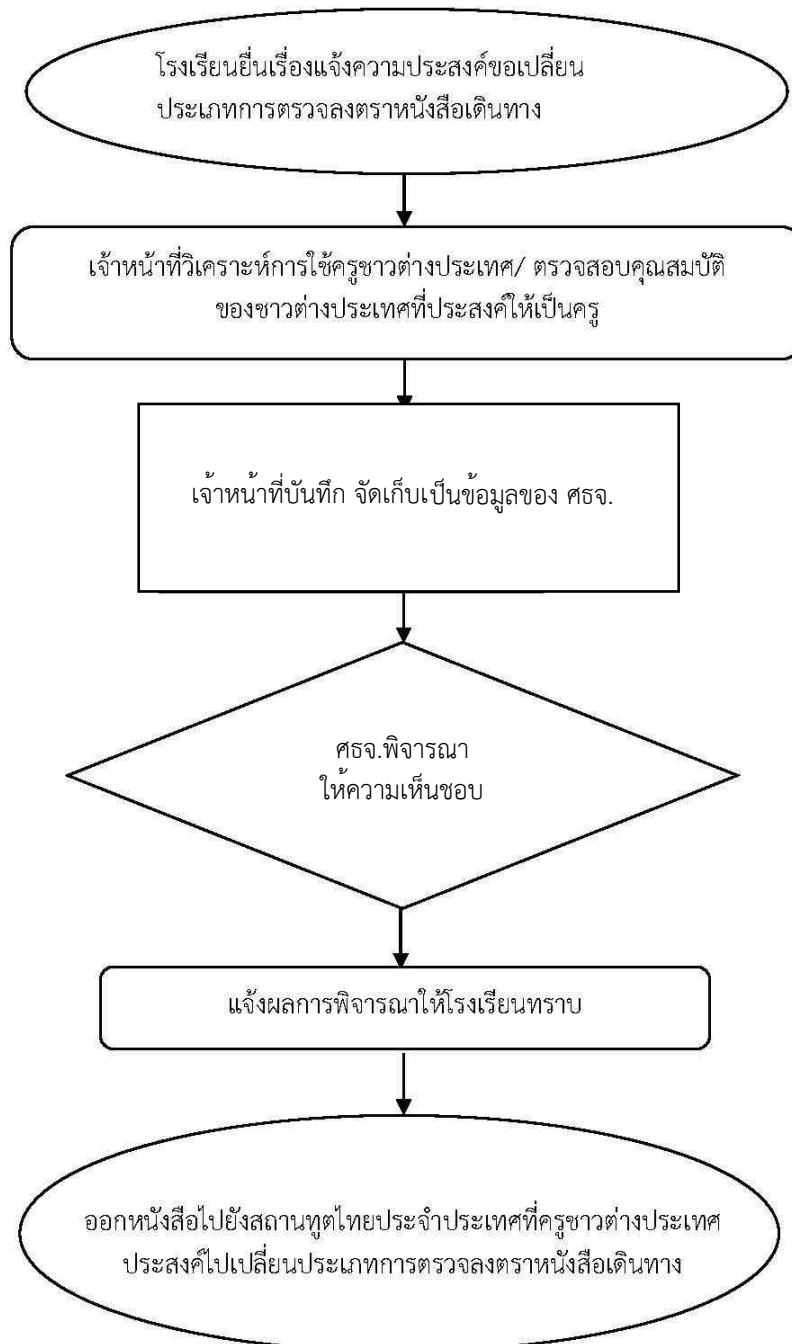 โรงเรียนยื่นเรื่องแจ้งความประสงค์ขอเปลี่ยน
ประเภทการตรวจลงตราหนังสือเดินทาง
เจ้าหน้าที่วิเคราะห์การใช้ครูชาวต่างประเทศ/ ตรวจสอบคุณสมบัติ
ของชาวต่างประเทศที่ประสงค์ให้เป็นครู
เจ้าหน้าที่บันทึก จัดเก็บเป็นข้อมูลของ ศธจ.
ศธจ.พิจารณา
ให้ความเห็นชอบ
แจ้งผลการพิจารณาให้โรงเรียนทราบ
ออกหนังสือไปยังสถานทูตไทยประจำประเทศที่ครูชาวต่างประเทศ
ประสงค์ไปเปลี่ยนประเภทการตรวจลงตราหนังสือเดินทาง